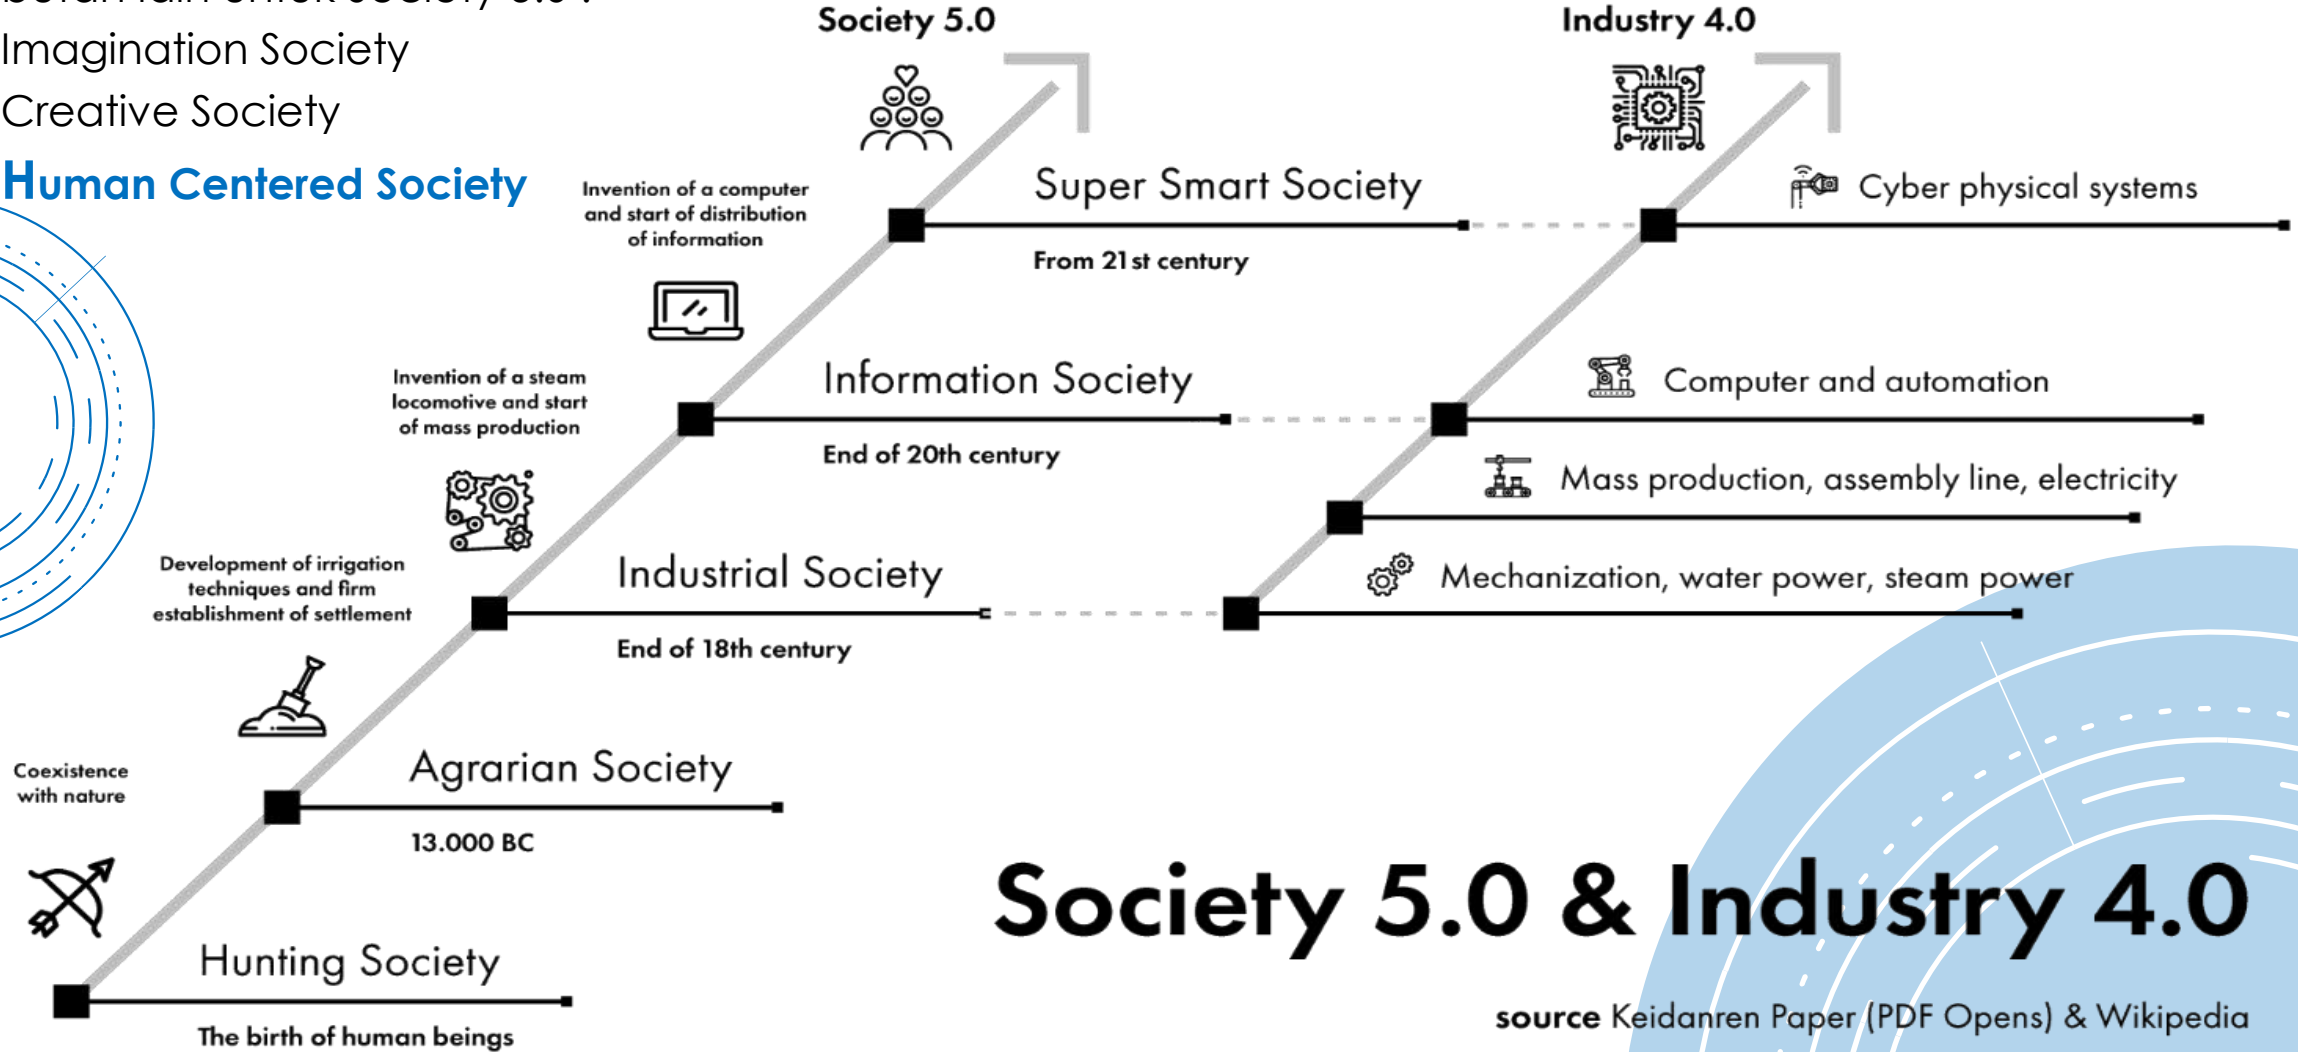 untuk Society 5.0 :
Imagination Society
Creative Society
Human Centered Society
Society 5.0
Industry 4.0
Invention of a computer
and start of distribution
of information
Super Smart Society
From 21st century
Cyber physical systems
Invention of a steam
locomotive and start
of mass production
Information Society
End of 20th century
Computer and automation
Mass production, assembly line, electricity
Development of irrigation
techniques and firm
establishment of settlement
Industrial Society
End of 18th century
Mechanization, water power, steam power
Coexistence
with nature
Agrarian Society
13.000 BC
Hunting Society
The birth of human beings
Society 5.0 & Industry 4.0
source Keidanren Paper (PDF Opens) & Wikipedia